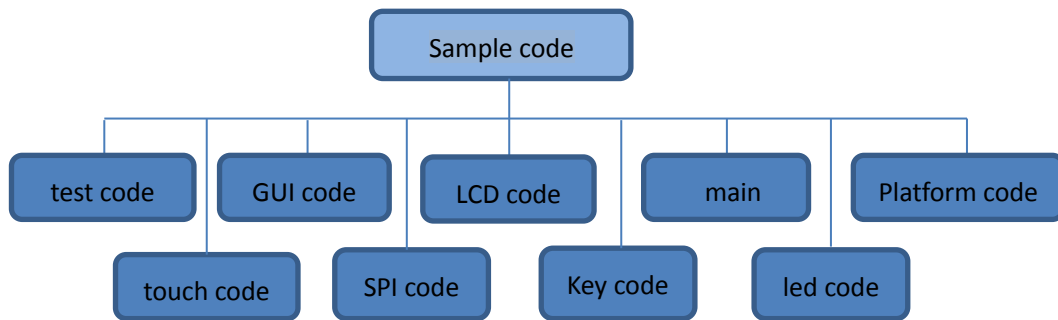 Sample code
test code
GUI code
LCD code
main
Platform code
touch code
SPI code
Key code
led code